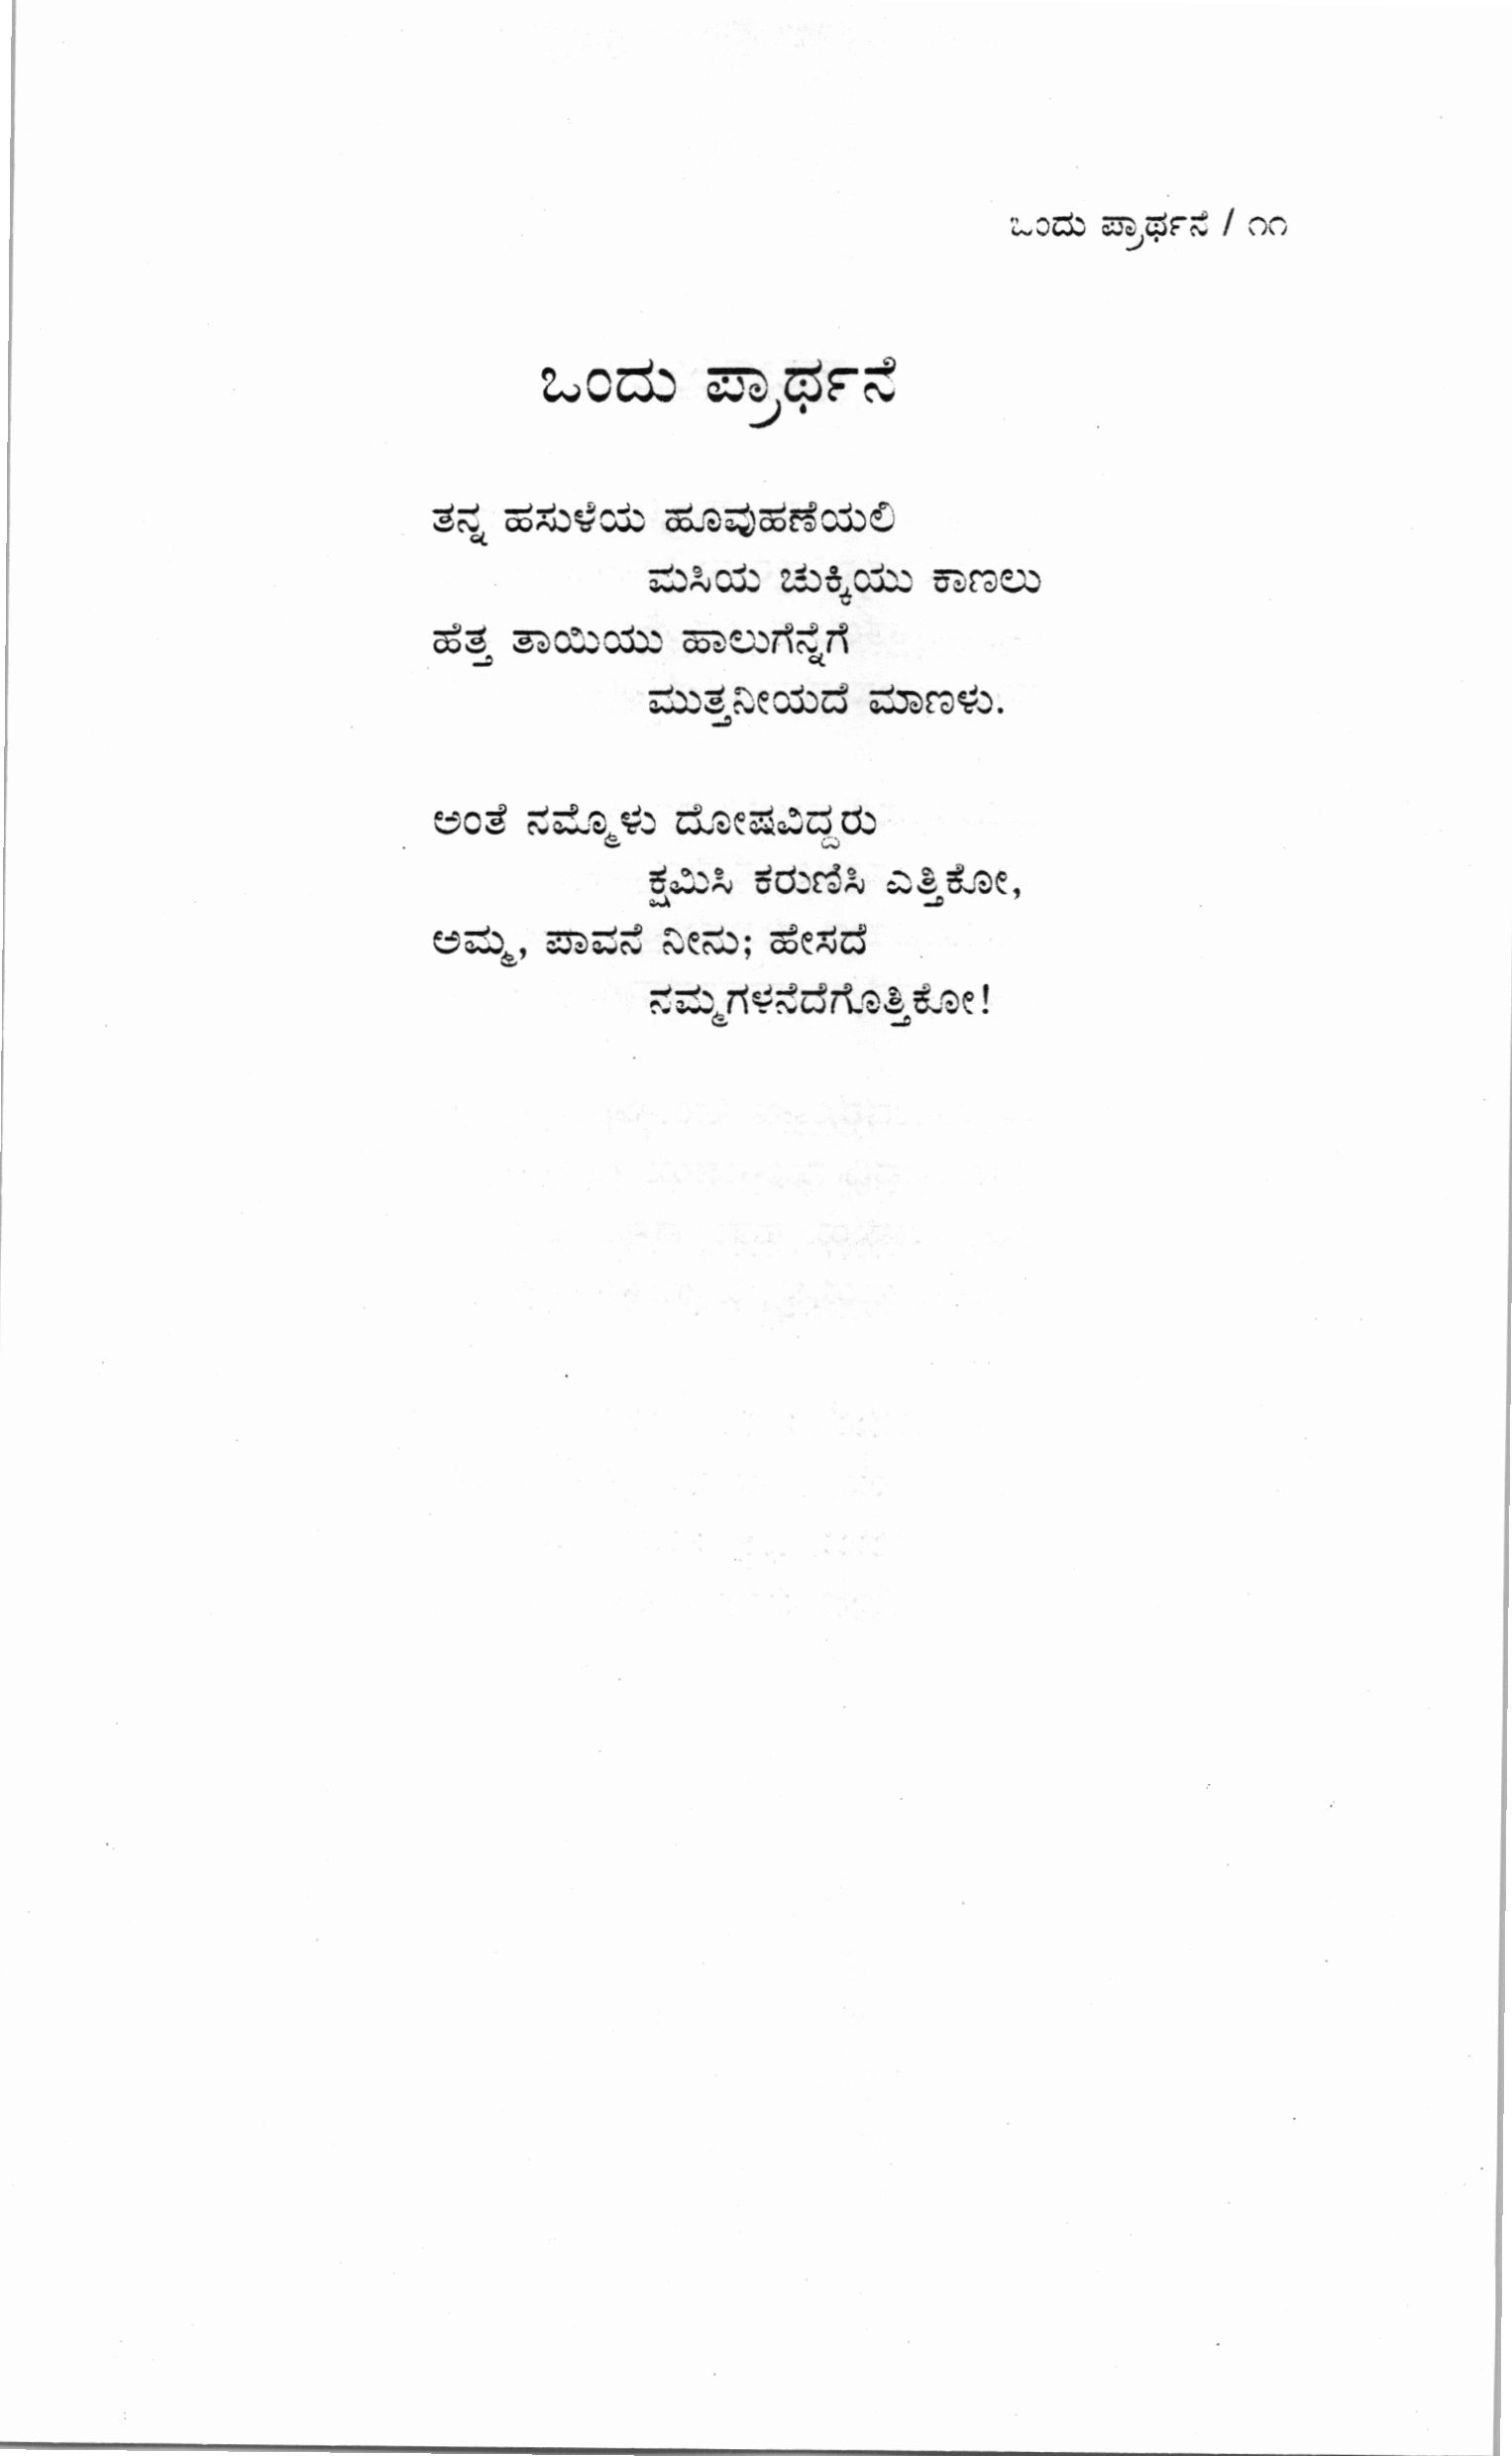 ಒಂದು ಪ್ರಾರ್ಥನೆ / ೧೧
ಒಂದು ಪ್ರಾರ್ಥನೆ
ತನ್ನ ಹಸುಳೆಯ ಹೂವುಹಣೆಯಲಿ
ಮಸಿಯ ಚುಕ್ಕಿಯು ಕಾಣಲು
ಹೆತ್ತ ತಾಯಿಯು ಹಾಲುಗೆನ್ನೆಗೆ
ಮುತ್ತನೀಯದೆ ಮಾಣಳು.
ಅಂತೆ ನಮ್ಮೊಳು ದೋಷವಿದ್ದರು
ಕ್ಷಮಿಸಿ ಕರುಣಿಸಿ ಎತ್ತಿಕೋ,
ಅಮ್ಮ, ಪಾವನೆ ನೀನು; ಹೇಸದೆ
ನಮ್ಮಗಳನೆದೆಗೊತ್ತಿಕೋ!